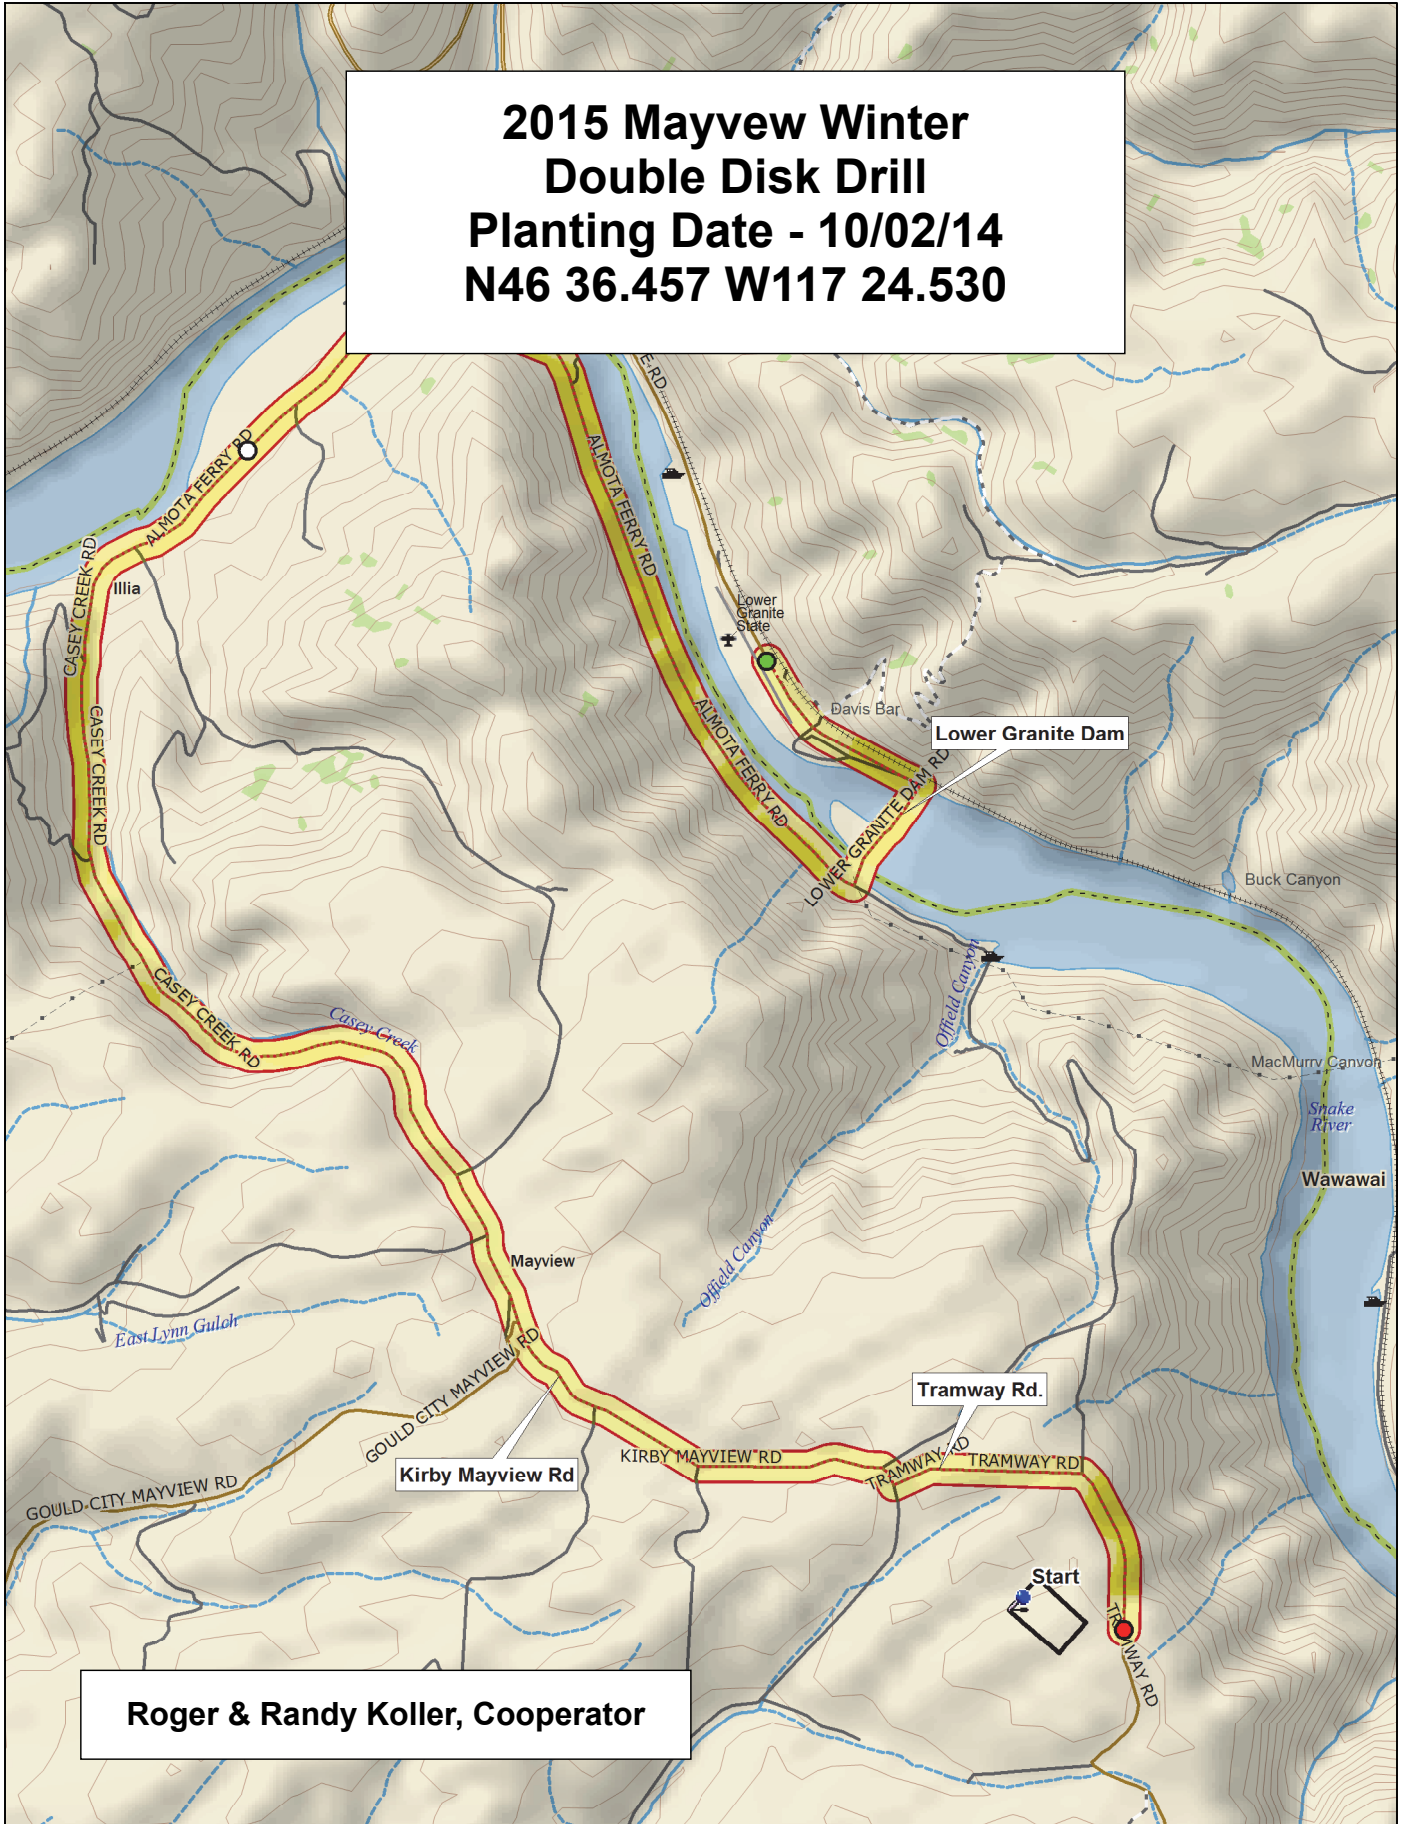 2015 Mayvew Winter
Double Disk Drill
Planting Date - 10/02/14
N46 36.457 W117 24.530
E RD
ALMOTA FERRY RD
ALMOTA FERRY RD
CASEY CREEK RD
Illia
Lower
Granite
State
CASEY CREEK RD
ALMOTA FERRY RD
Davis Bar
Lower Granite Dam
LOWER GRANITE DAM RD
Buck Canyon
Offield Canyon
CASEY CREEK RD
Casey Creek
MacMurry Canyon
Snake
River
Wawawai
Mayview
Offield Canyon
East Lynn Gulch
GOULD CITY MAYVIEW RD
Tramway Rd.
KIRBY MAYVIEW RD
TRAMWAY RD
TRAMWAY RD
Kirby Mayview Rd
GOULD CITY MAYVIEW RD
Start
TRAMWAY RD
Roger & Randy Koller, Cooperator